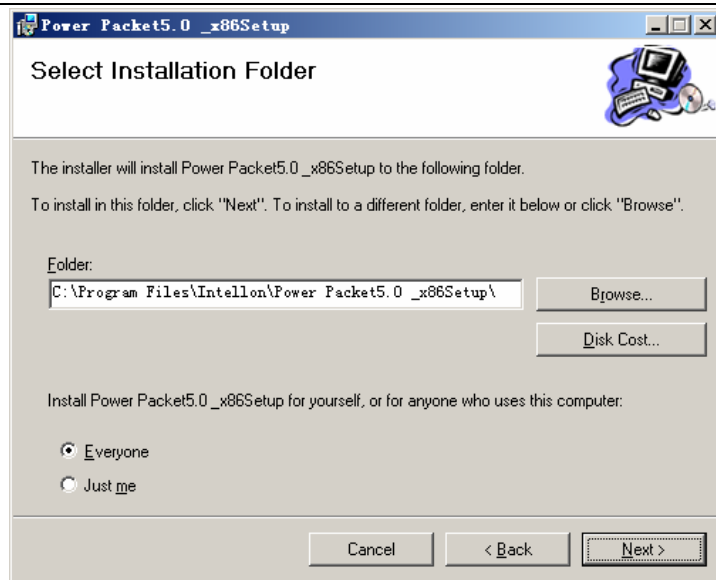 Power Packet5.0 _x86Setup
Select Installation Folder
The installer will install Power Packet5.0 _x86Setup to the following folder.
To install in this folder, click "Next". To install to a different folder, enter it below or click "Browse".
Folder:
C:\Program Files\Intellon\Power Packet5.0 _x86Setup\
Browse...
Disk Cost...
Install Power Packet5.0 _x86Setup for yourself, or for anyone who uses this computer:
Everyone
Just me
Cancel
< Back
Next >